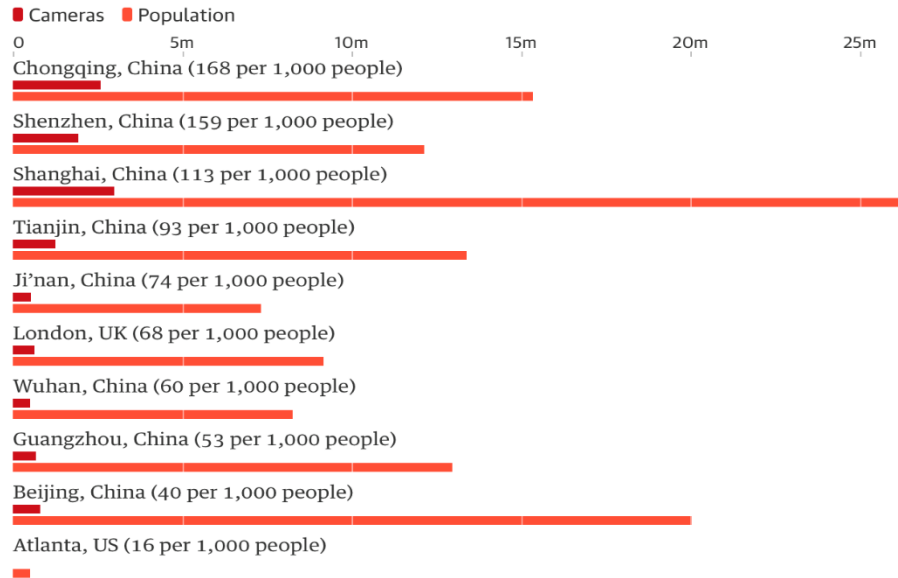 Cameras Population
0 5m 10m 15m 20m 25m
Chongqing, China (168 per 1,000 people)
Shenzhen, China (159 per 1,000 people)
Shanghai, China (113 per 1,000 people)
Tianjin, China (93 per 1,000 people)
Ji’nan, China (74 per 1,000 people)
London, UK (68 per 1,000 people)
Wuhan, China (60 per 1,000 people)
Guangzhou, China (53 per 1,000 people)
Beijing, China (40 per 1,000 people)
Atlanta, US (16 per 1,000 people)